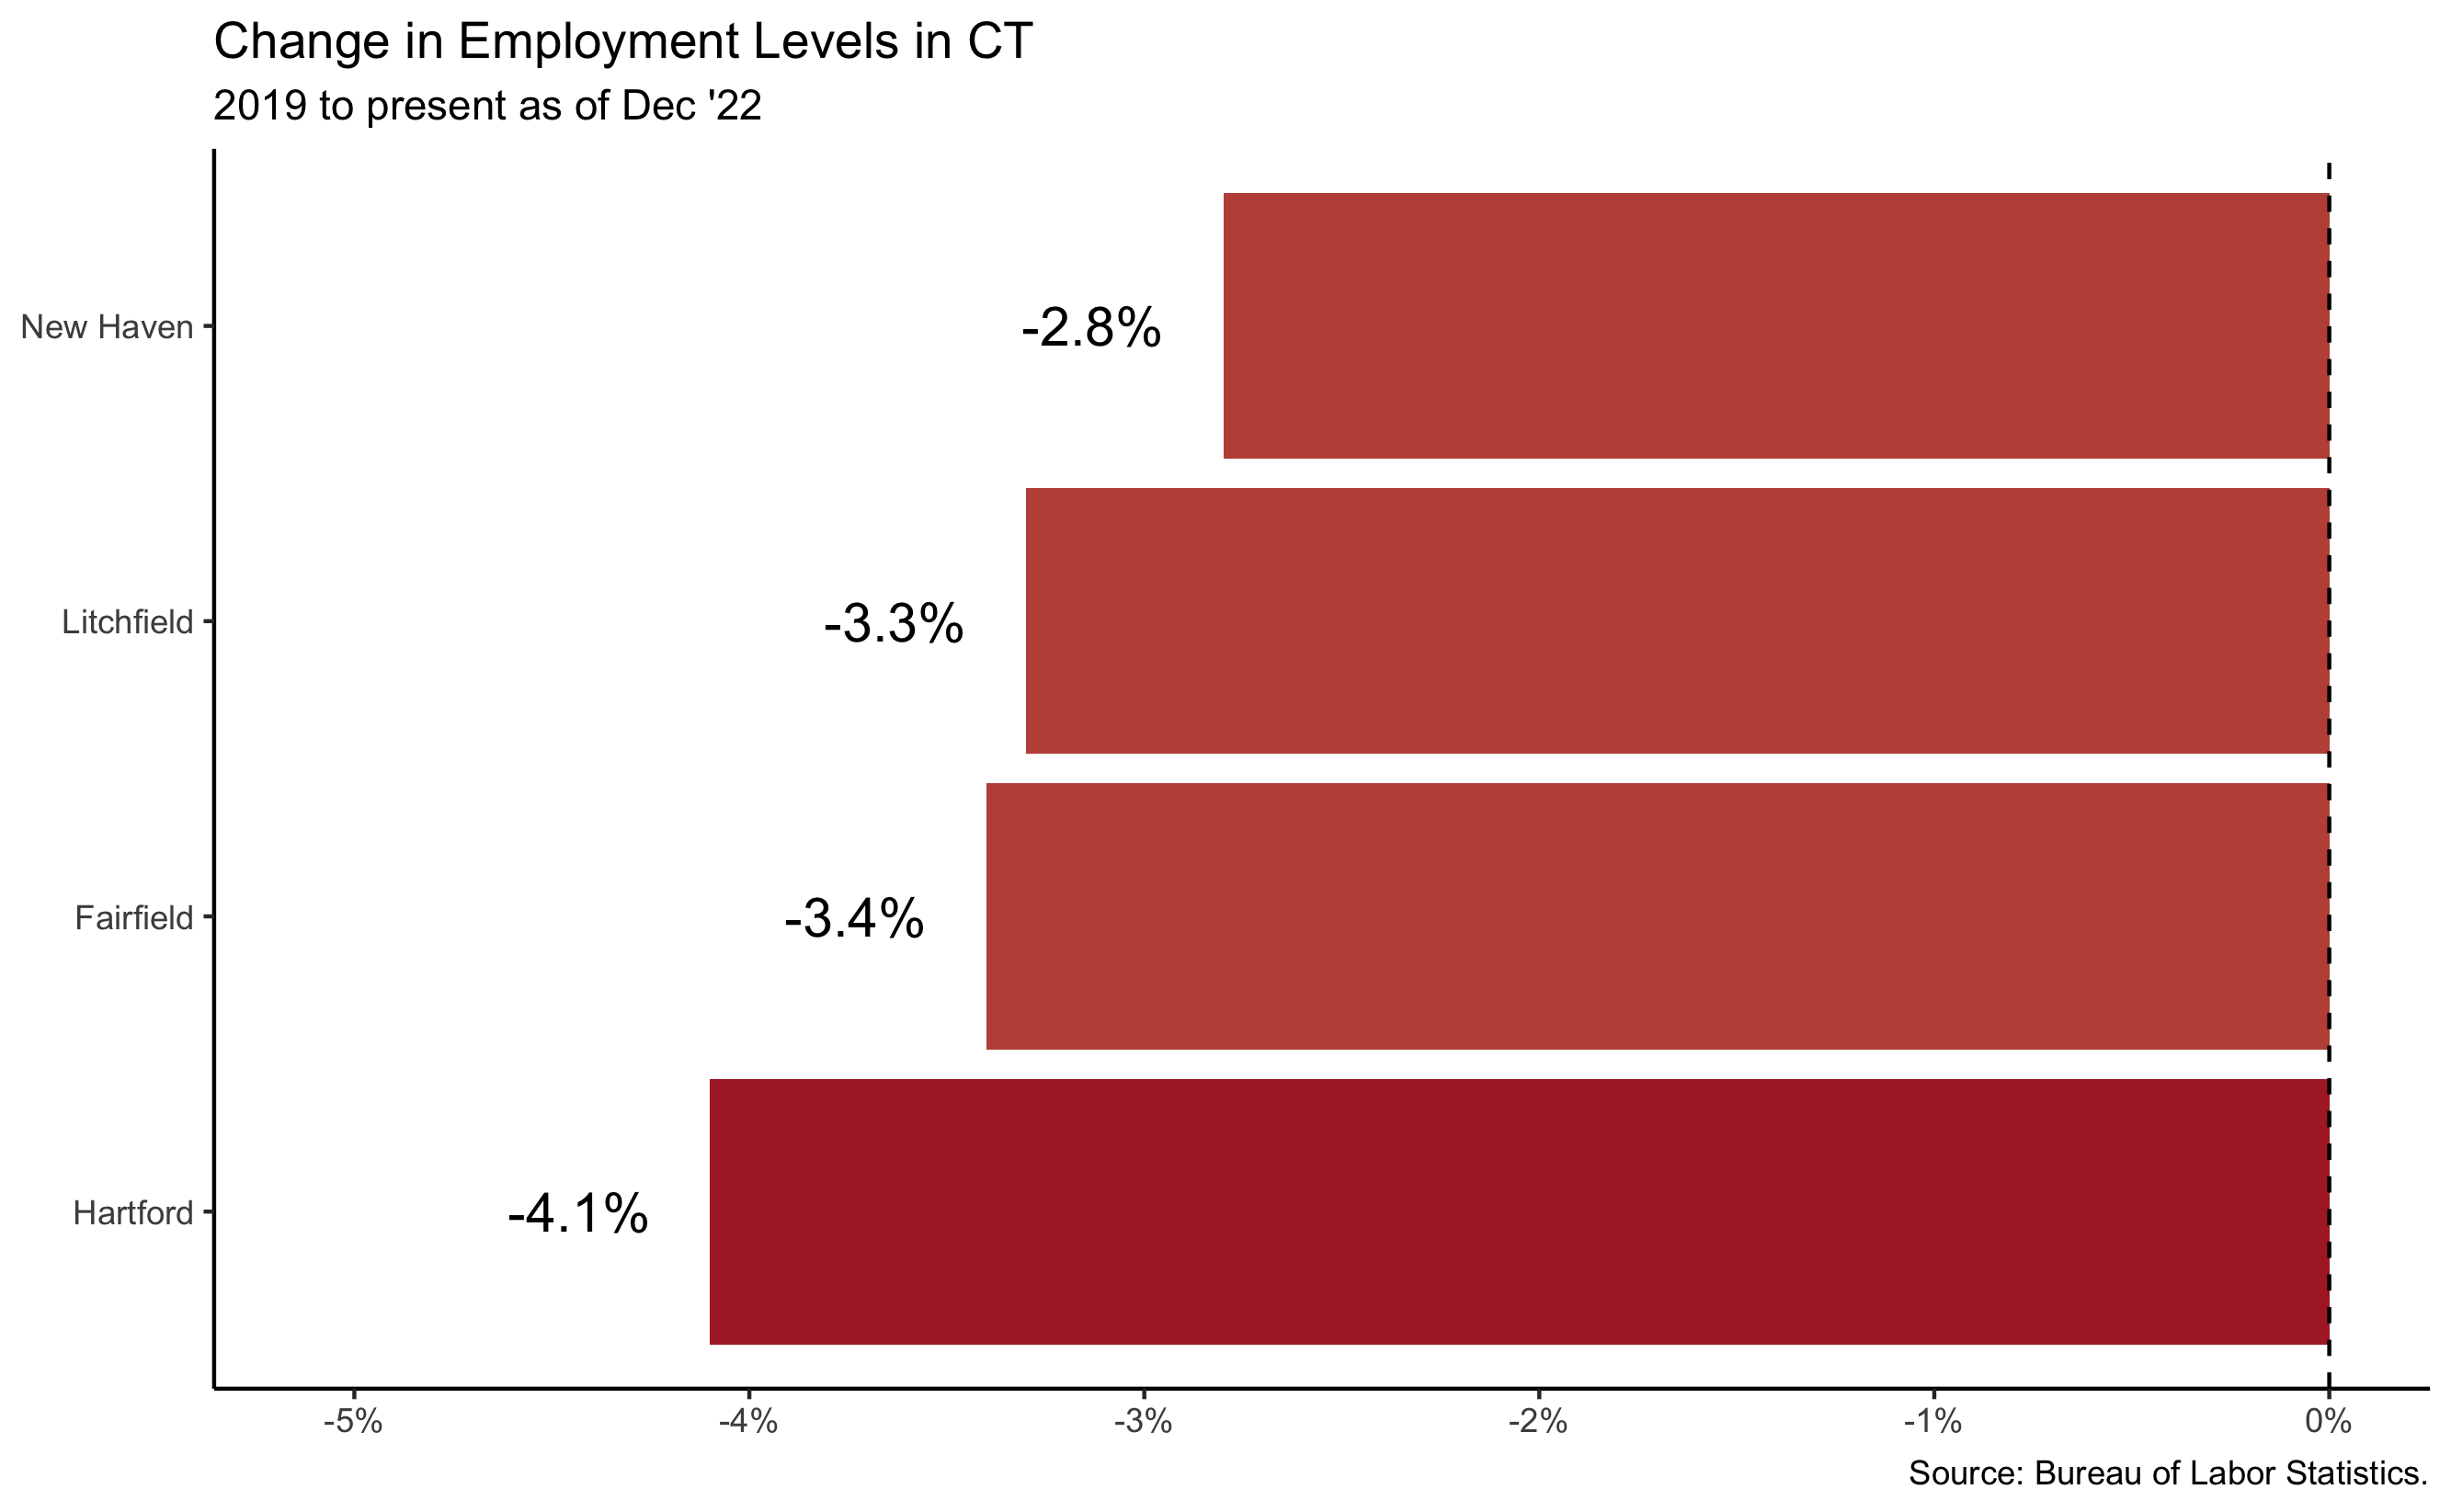 Change in Employment Levels in CT
2019 to present as of Dec '22
New Haven
-2.8%
Litchfield
-3.3%
Fairfield
-3.4%
Hartford
-4.1%
-5% -4% -3% -2% -1% 0%
Source: Bureau of Labor Statistics.